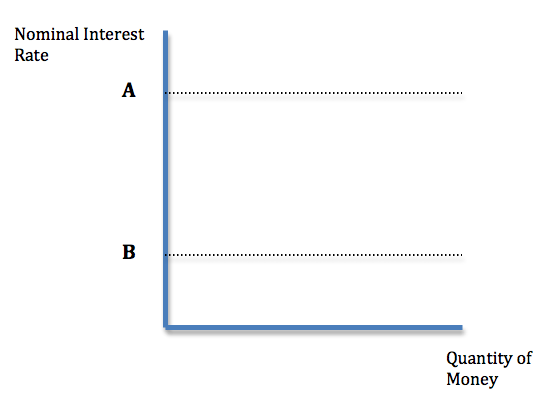 Nominal Interest
Rate
A
B
Quantity of
Money